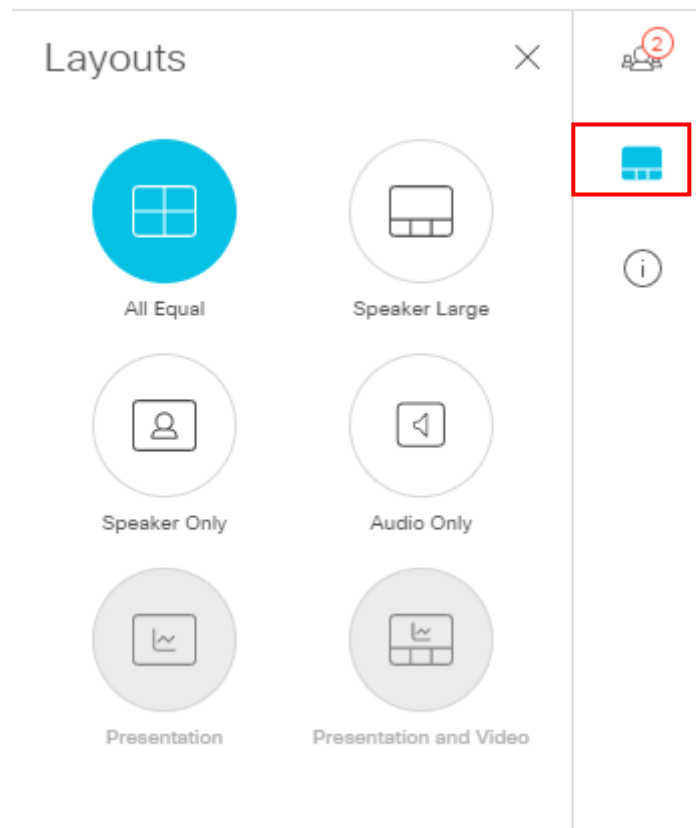 Layouts
2
All Equal
Speaker Large
Speaker Only
Audio Only
Presentation
Presentation and Video